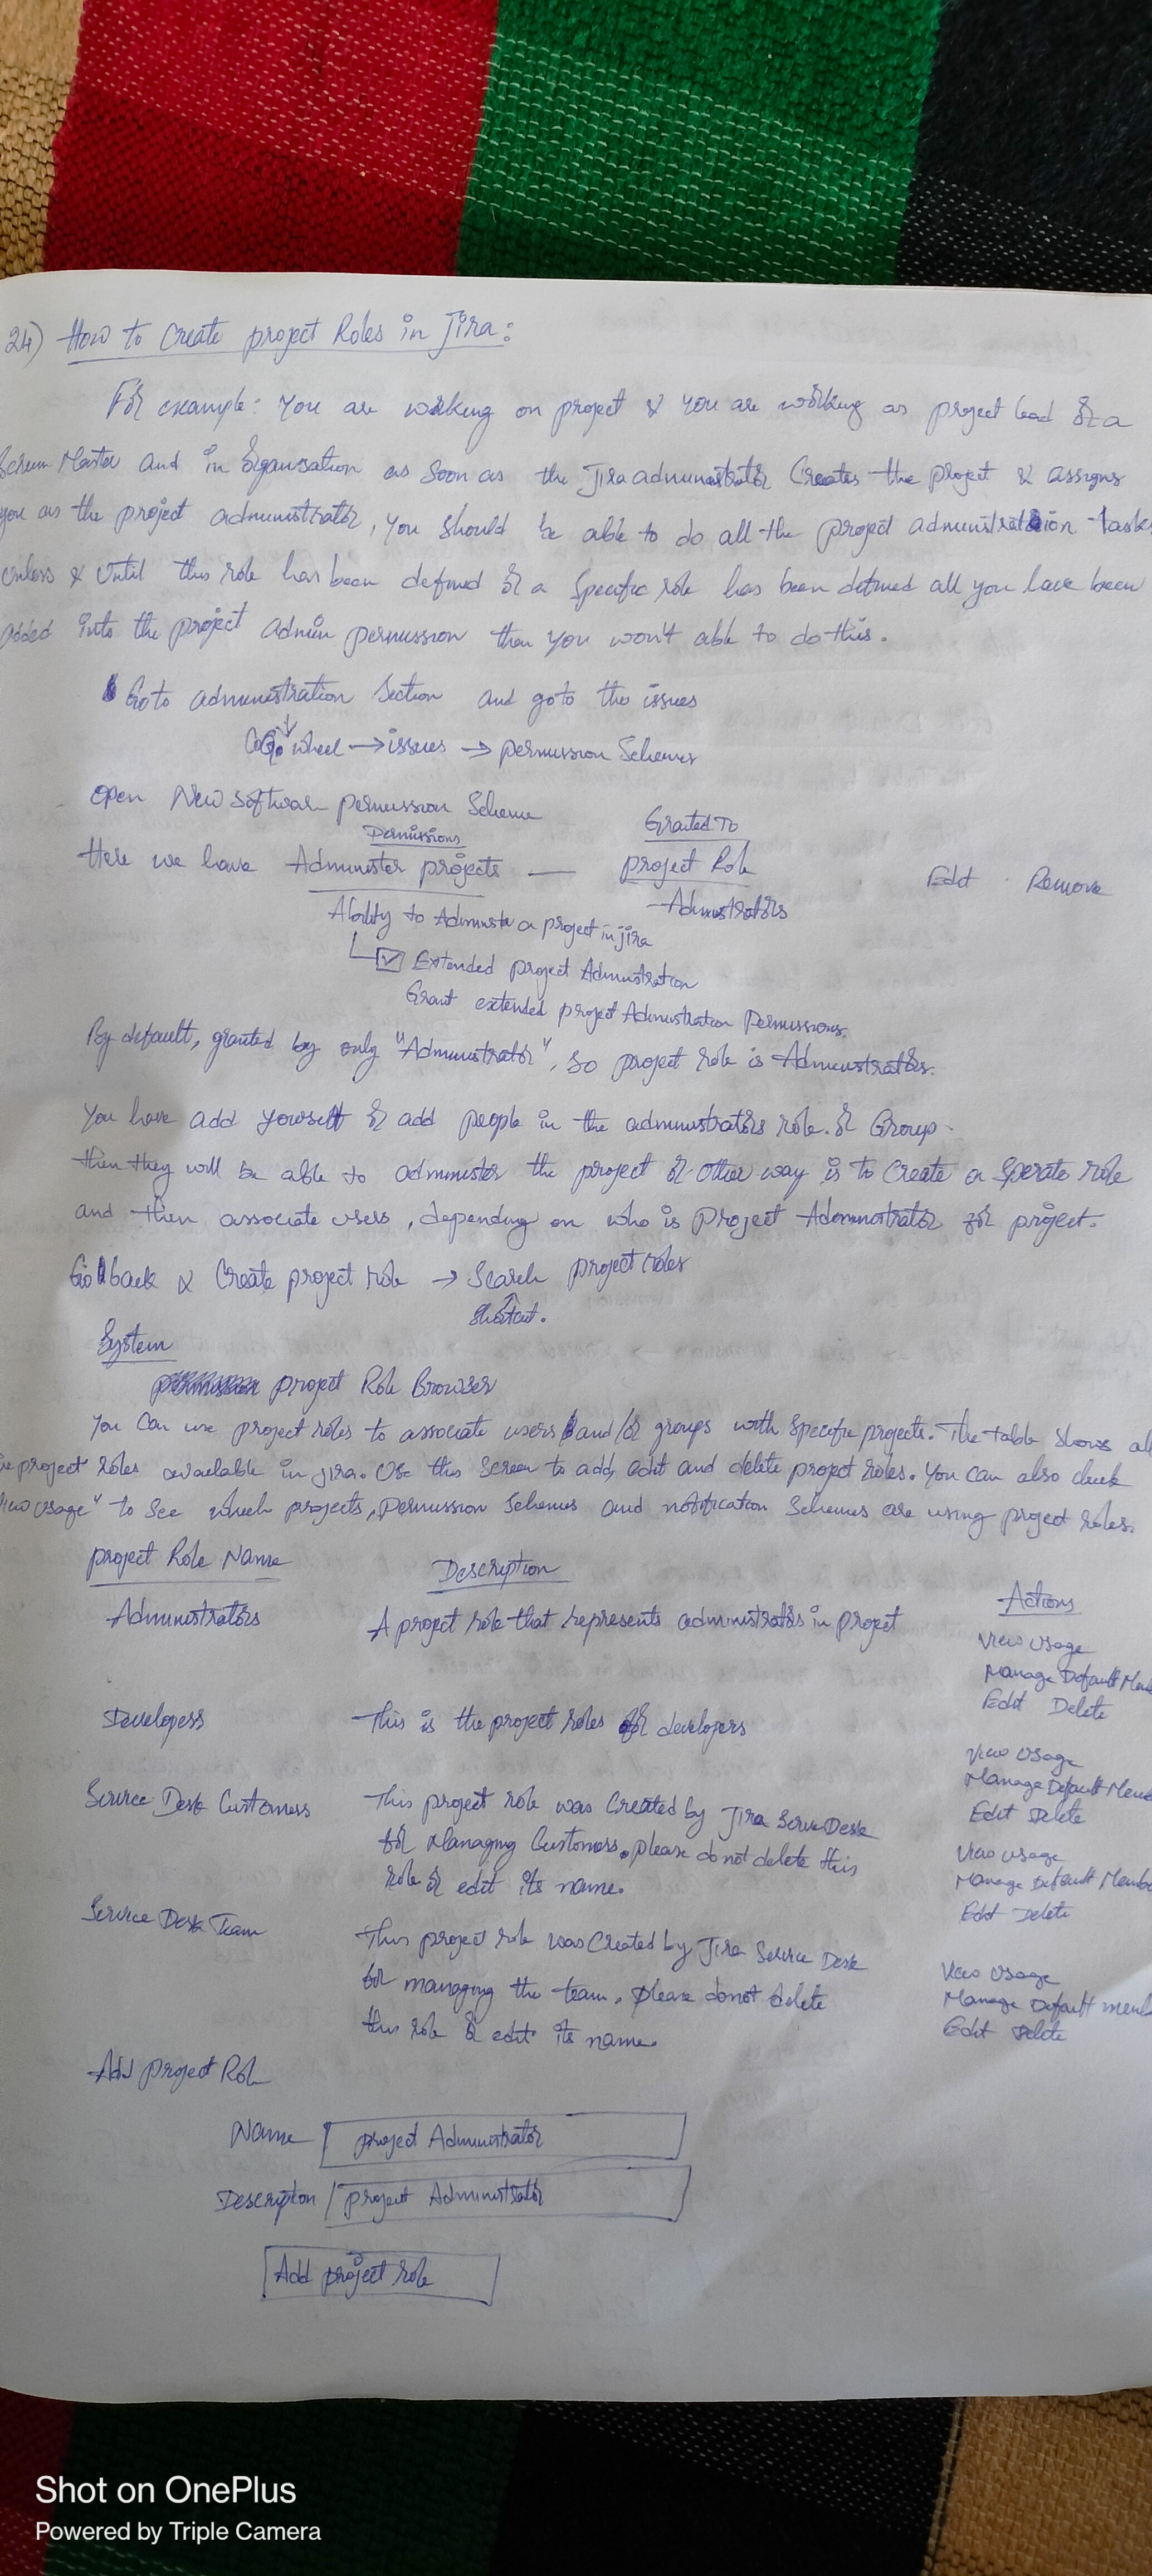 24) How to Create project Roles in Jira:
For example: You are working on project & you are working as project lead or a
Scrum Master and in Organisation as soon as the Jira administrator Creates the project & assigns
you as the project administrator, you should be able to do all the project administration tasks
unless & until this role has been defined or a specific role has been defined all you have been
added into the project admin permission then you won't able to do this.
Go to administration Section and go to the issues
Cog wheel → issues → permission Schemes
Open New software permission Scheme
Permissions Granted To
Here we have Administer projects — project Role Edit Remove
Ability to Administer a project in jira Administrators
Extended project Administration
Grant extended project Administration Permissions.
By default, granted by only "Administrator", so project role is Administrators.
You have add yourself or add people in the administrators role. or Group.
then they will be able to administer the project or other way is to Create a Sperate role
and then associate users, depending on who is Project Administrator for project.
Go back & Create project role → Search project roles
Shortcut.
System
project Role Browser
You can use project roles to associate users and/or groups with specific projects. The table shows all
the project roles available in jira. Use this screen to add, edit and delete project roles. You can also check
"View Usage" to see which projects, permission schemes and notification schemes are using project roles.
project Role Name Description Actions
Administrators A project role that represents administrators in project View Usage
Manage Default
Edit Delete
Developers This is the project roles for developers View Usage
Manage Default
Edit Delete
Service Desk Customers This project role was Created by Jira Service Desk
for Managing Customers. please do not delete this View usage
role or edit its name. Manage Default
Edit Delete
Service Desk Team This project role was Created by Jira Service Desk
for managing the team. please do not delete View Usage
this role or edit its name. Manage Default
Edit Delete
Add project Role
Name project Administrator
Description project Administrator
Add project role
Shot on OnePlus
Powered by Triple Camera